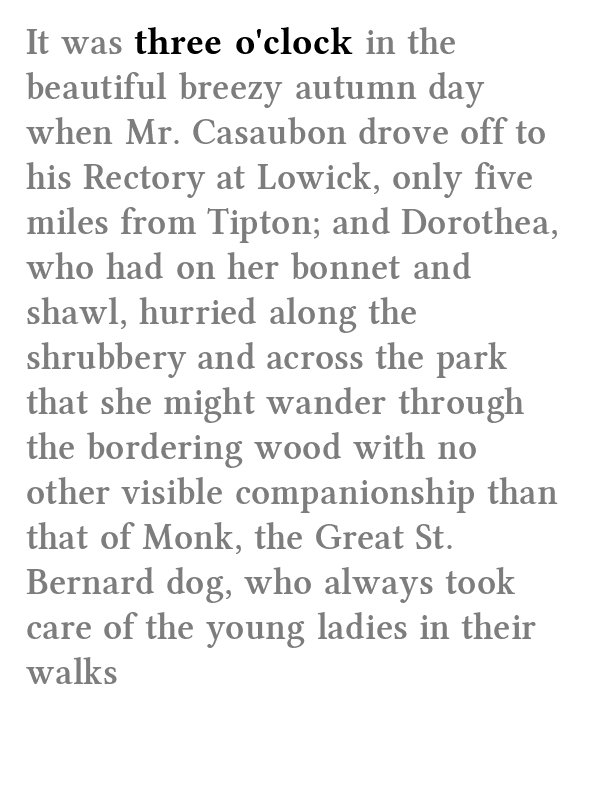 It was three o'clock in the
beautiful breezy autumn day
when Mr. Casaubon drove off to
his Rectory at Lowick, only five
miles from Tipton; and Dorothea,
who had on her bonnet and
shawl, hurried along the
shrubbery and across the park
that she might wander through
the bordering wood with no
other visible companionship than
that of Monk, the Great St.
Bernard dog, who always took
care of the young ladies in their
walks